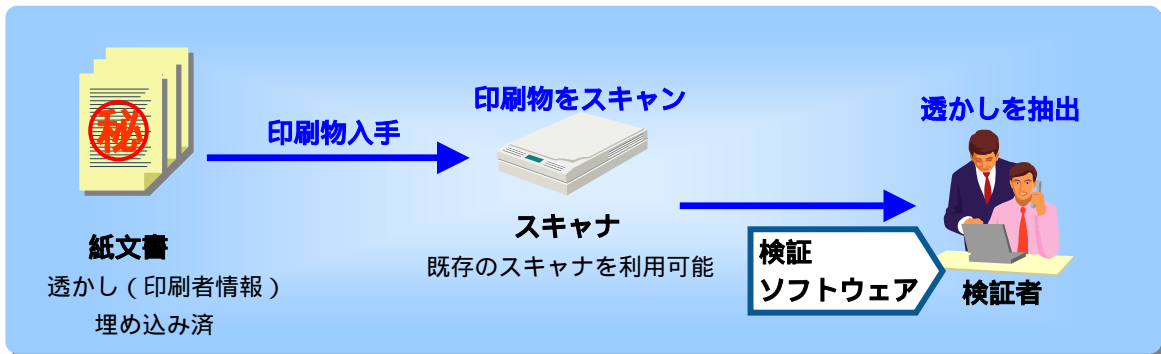 秘
印刷物入手
紙文書
透かし（印刷者情報）
埋め込み済
印刷物をスキャン
スキャナ
既存のスキャナを利用可能
透かしを抽出
検証
ソフトウェア
検証者